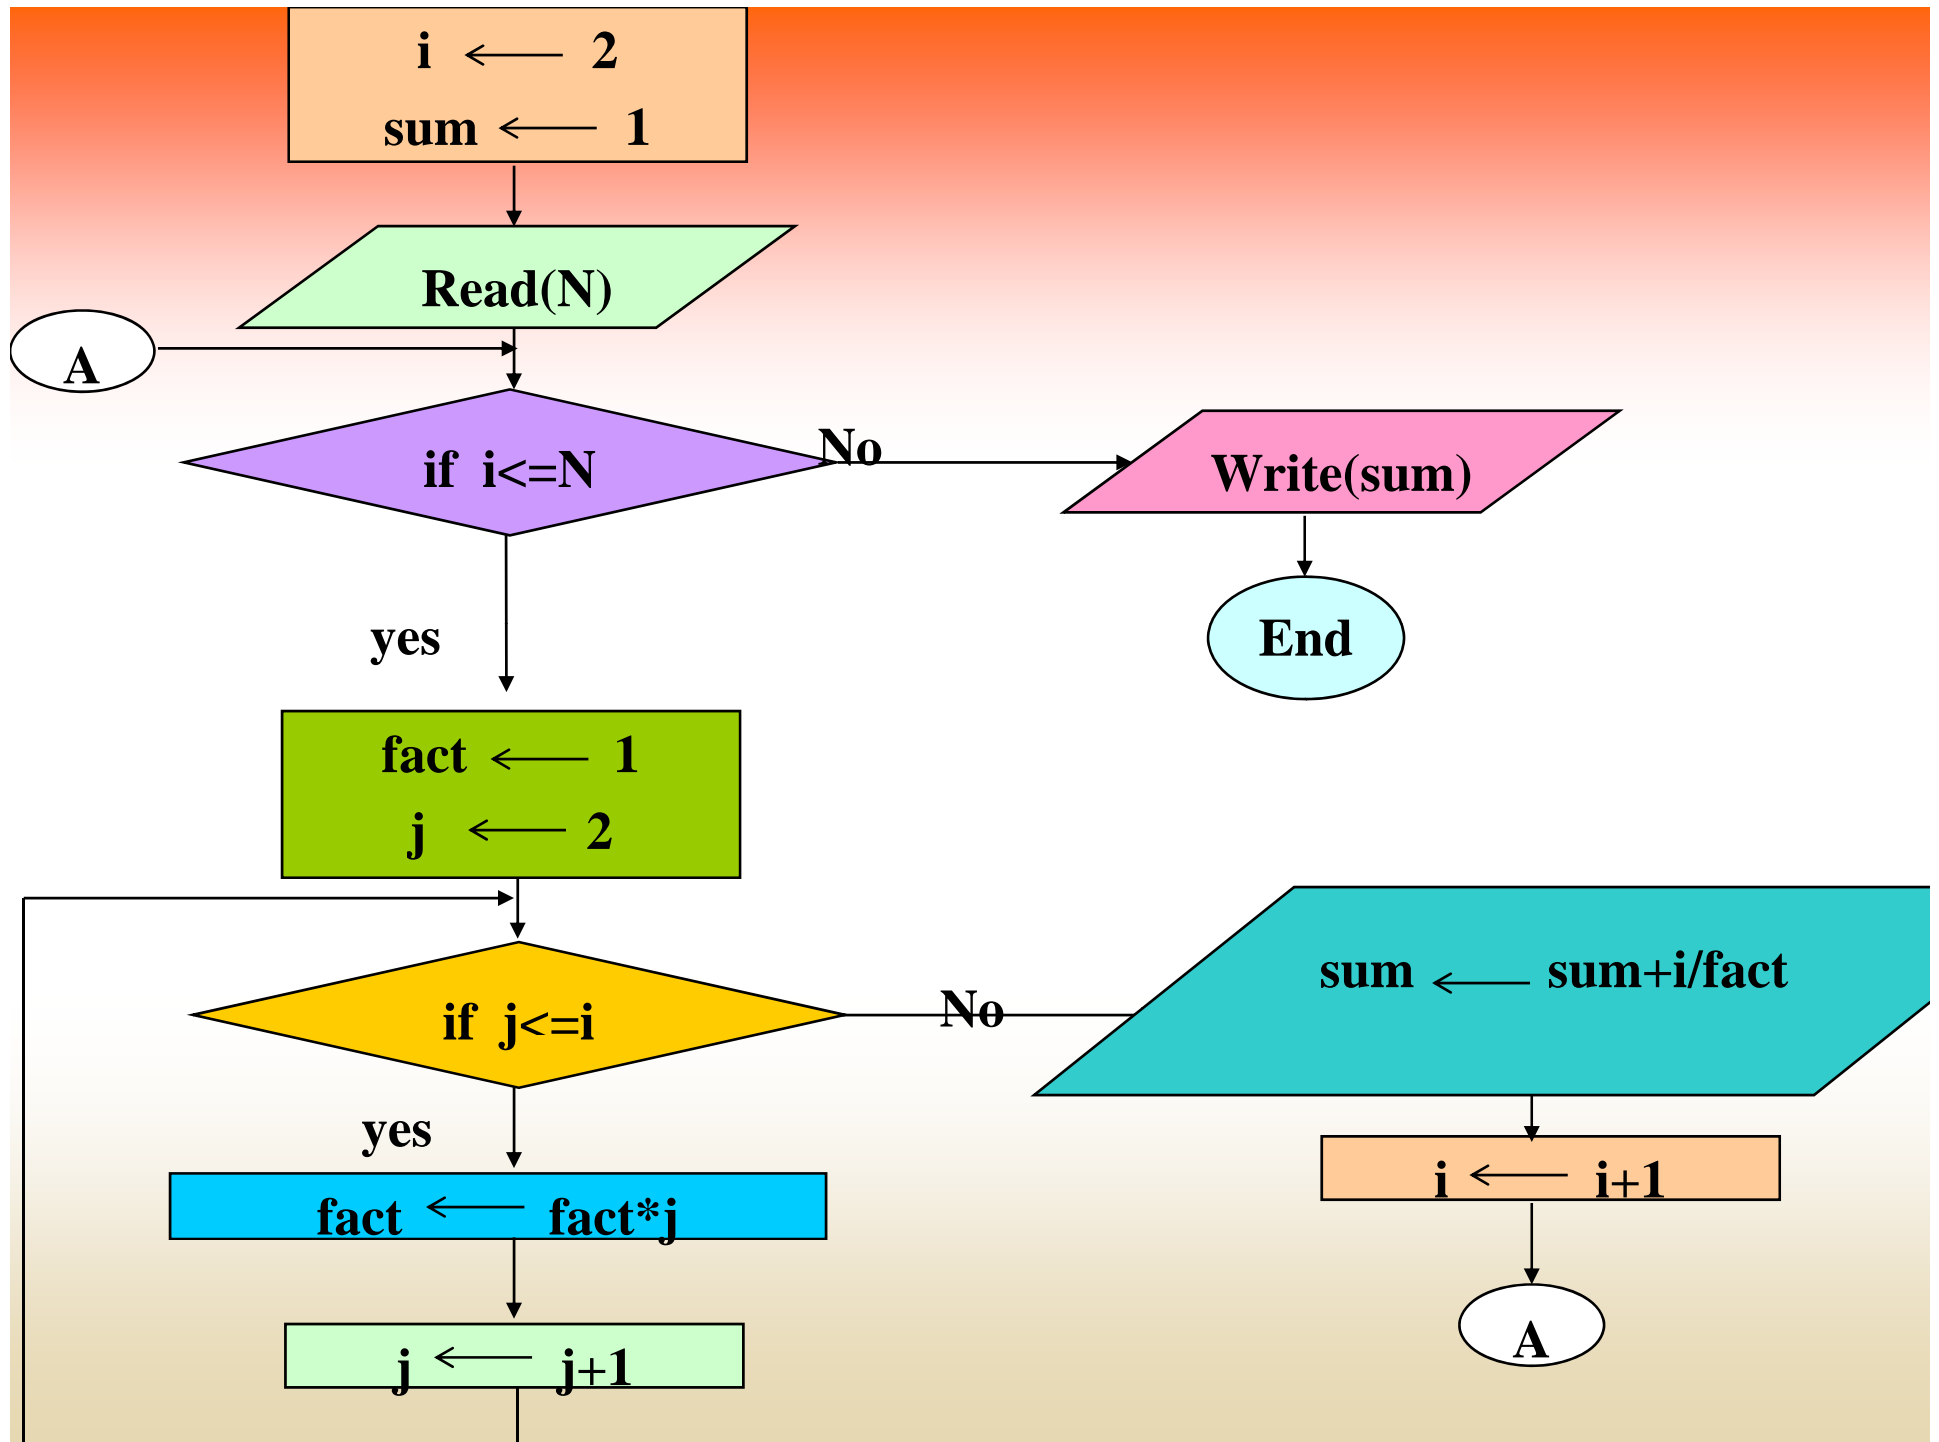 i 2
sum 1
Read(N)
A
if i<=N
No
Write(sum)
yes
End
fact 1
j 2
if j<=i
No
sum sum+i/fact
yes
fact fact*j
i i+1
j j+1
A